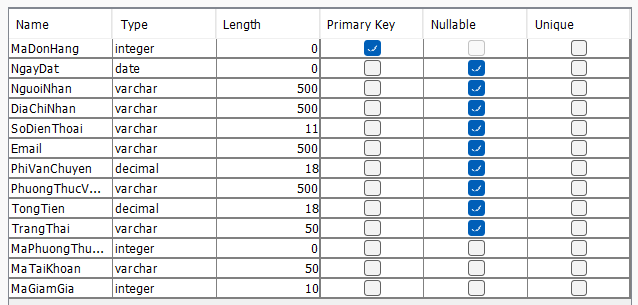 Name Type Length Primary Key Nullable Unique
MaDonHang integer 0
NgayDat date 0
NguoiNhan varchar 500
DiaChiNhan varchar 500
SoDienThoai varchar 11
Email varchar 500
PhiVanChuyen decimal 18
PhuongThucV... varchar 500
TongTien decimal 18
TrangThai varchar 50
MaPhuongThu... integer 0
MaTaiKhoan varchar 50
MaGiamGia integer 10